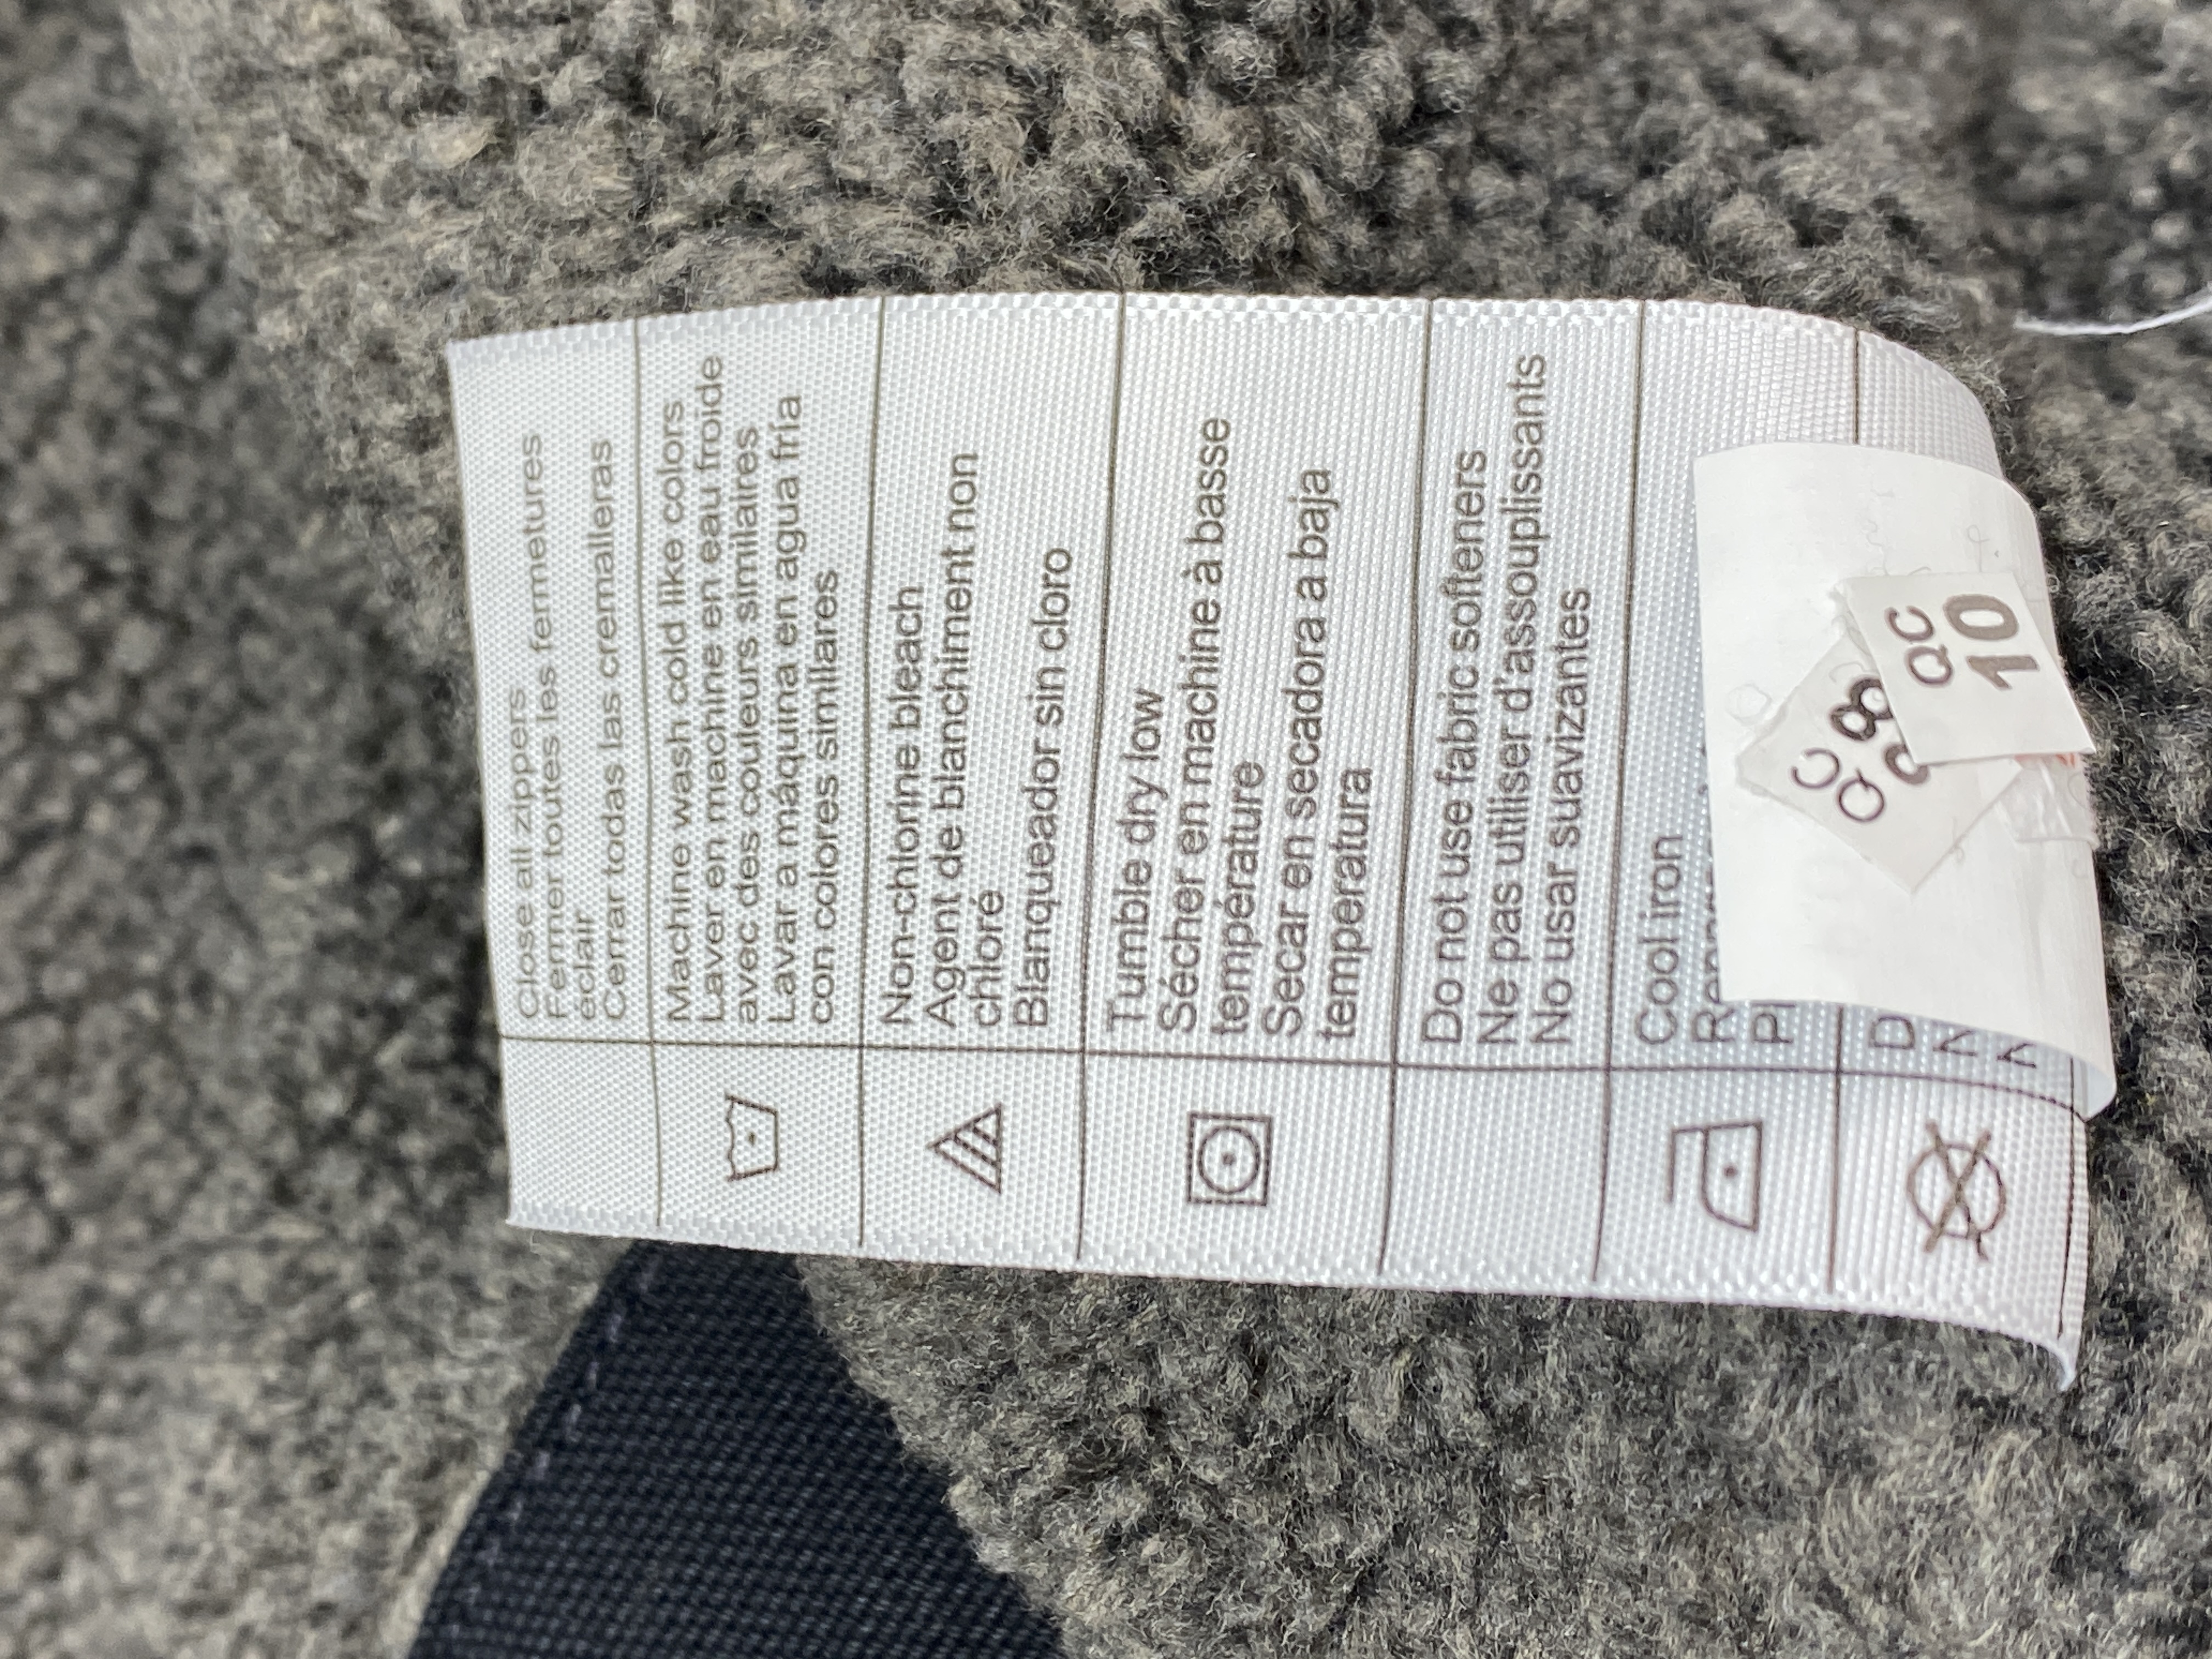 Close all zippers
Fermer toutes les fermetures
éclair
Cerrar todas las cremalleras
Machine wash cold like colors
Laver en machine en eau froide
avec des couleurs similaires
Lavar a máquina en agua fría
con colores similares
Non-chlorine bleach
Agent de blanchiment non
chloré
Blanqueador sin cloro
Tumble dry low
Sécher en machine à basse
température
Secar en secadora a baja
temperatura
Do not use fabric softeners
Ne pas utiliser d'assouplissants
No usar suavizantes
Cool iron
QC
QC
10